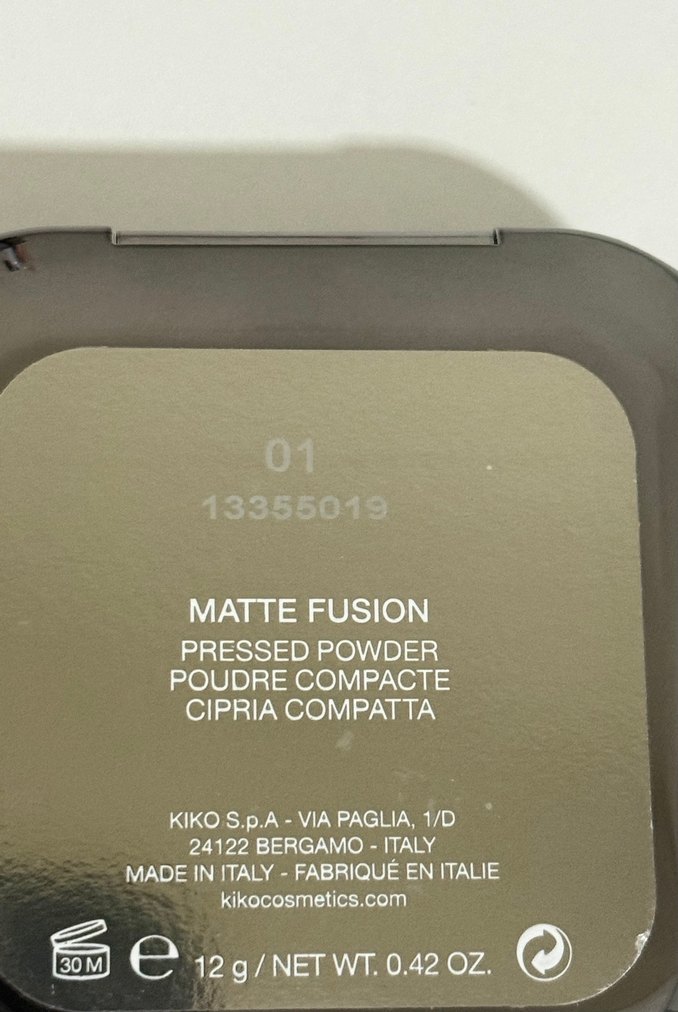 01
13355019
MATTE FUSION
PRESSED POWDER
POUDRE COMPACTE
CIPRIA COMPATTA
KIKO S.p.A - VIA PAGLIA, 1/D
24122 BERGAMO - ITALY
MADE IN ITALY - FABRIQUÉ EN ITALIE
kikocosmetics.com
30 M e 12 g / NET WT. 0.42 OZ.